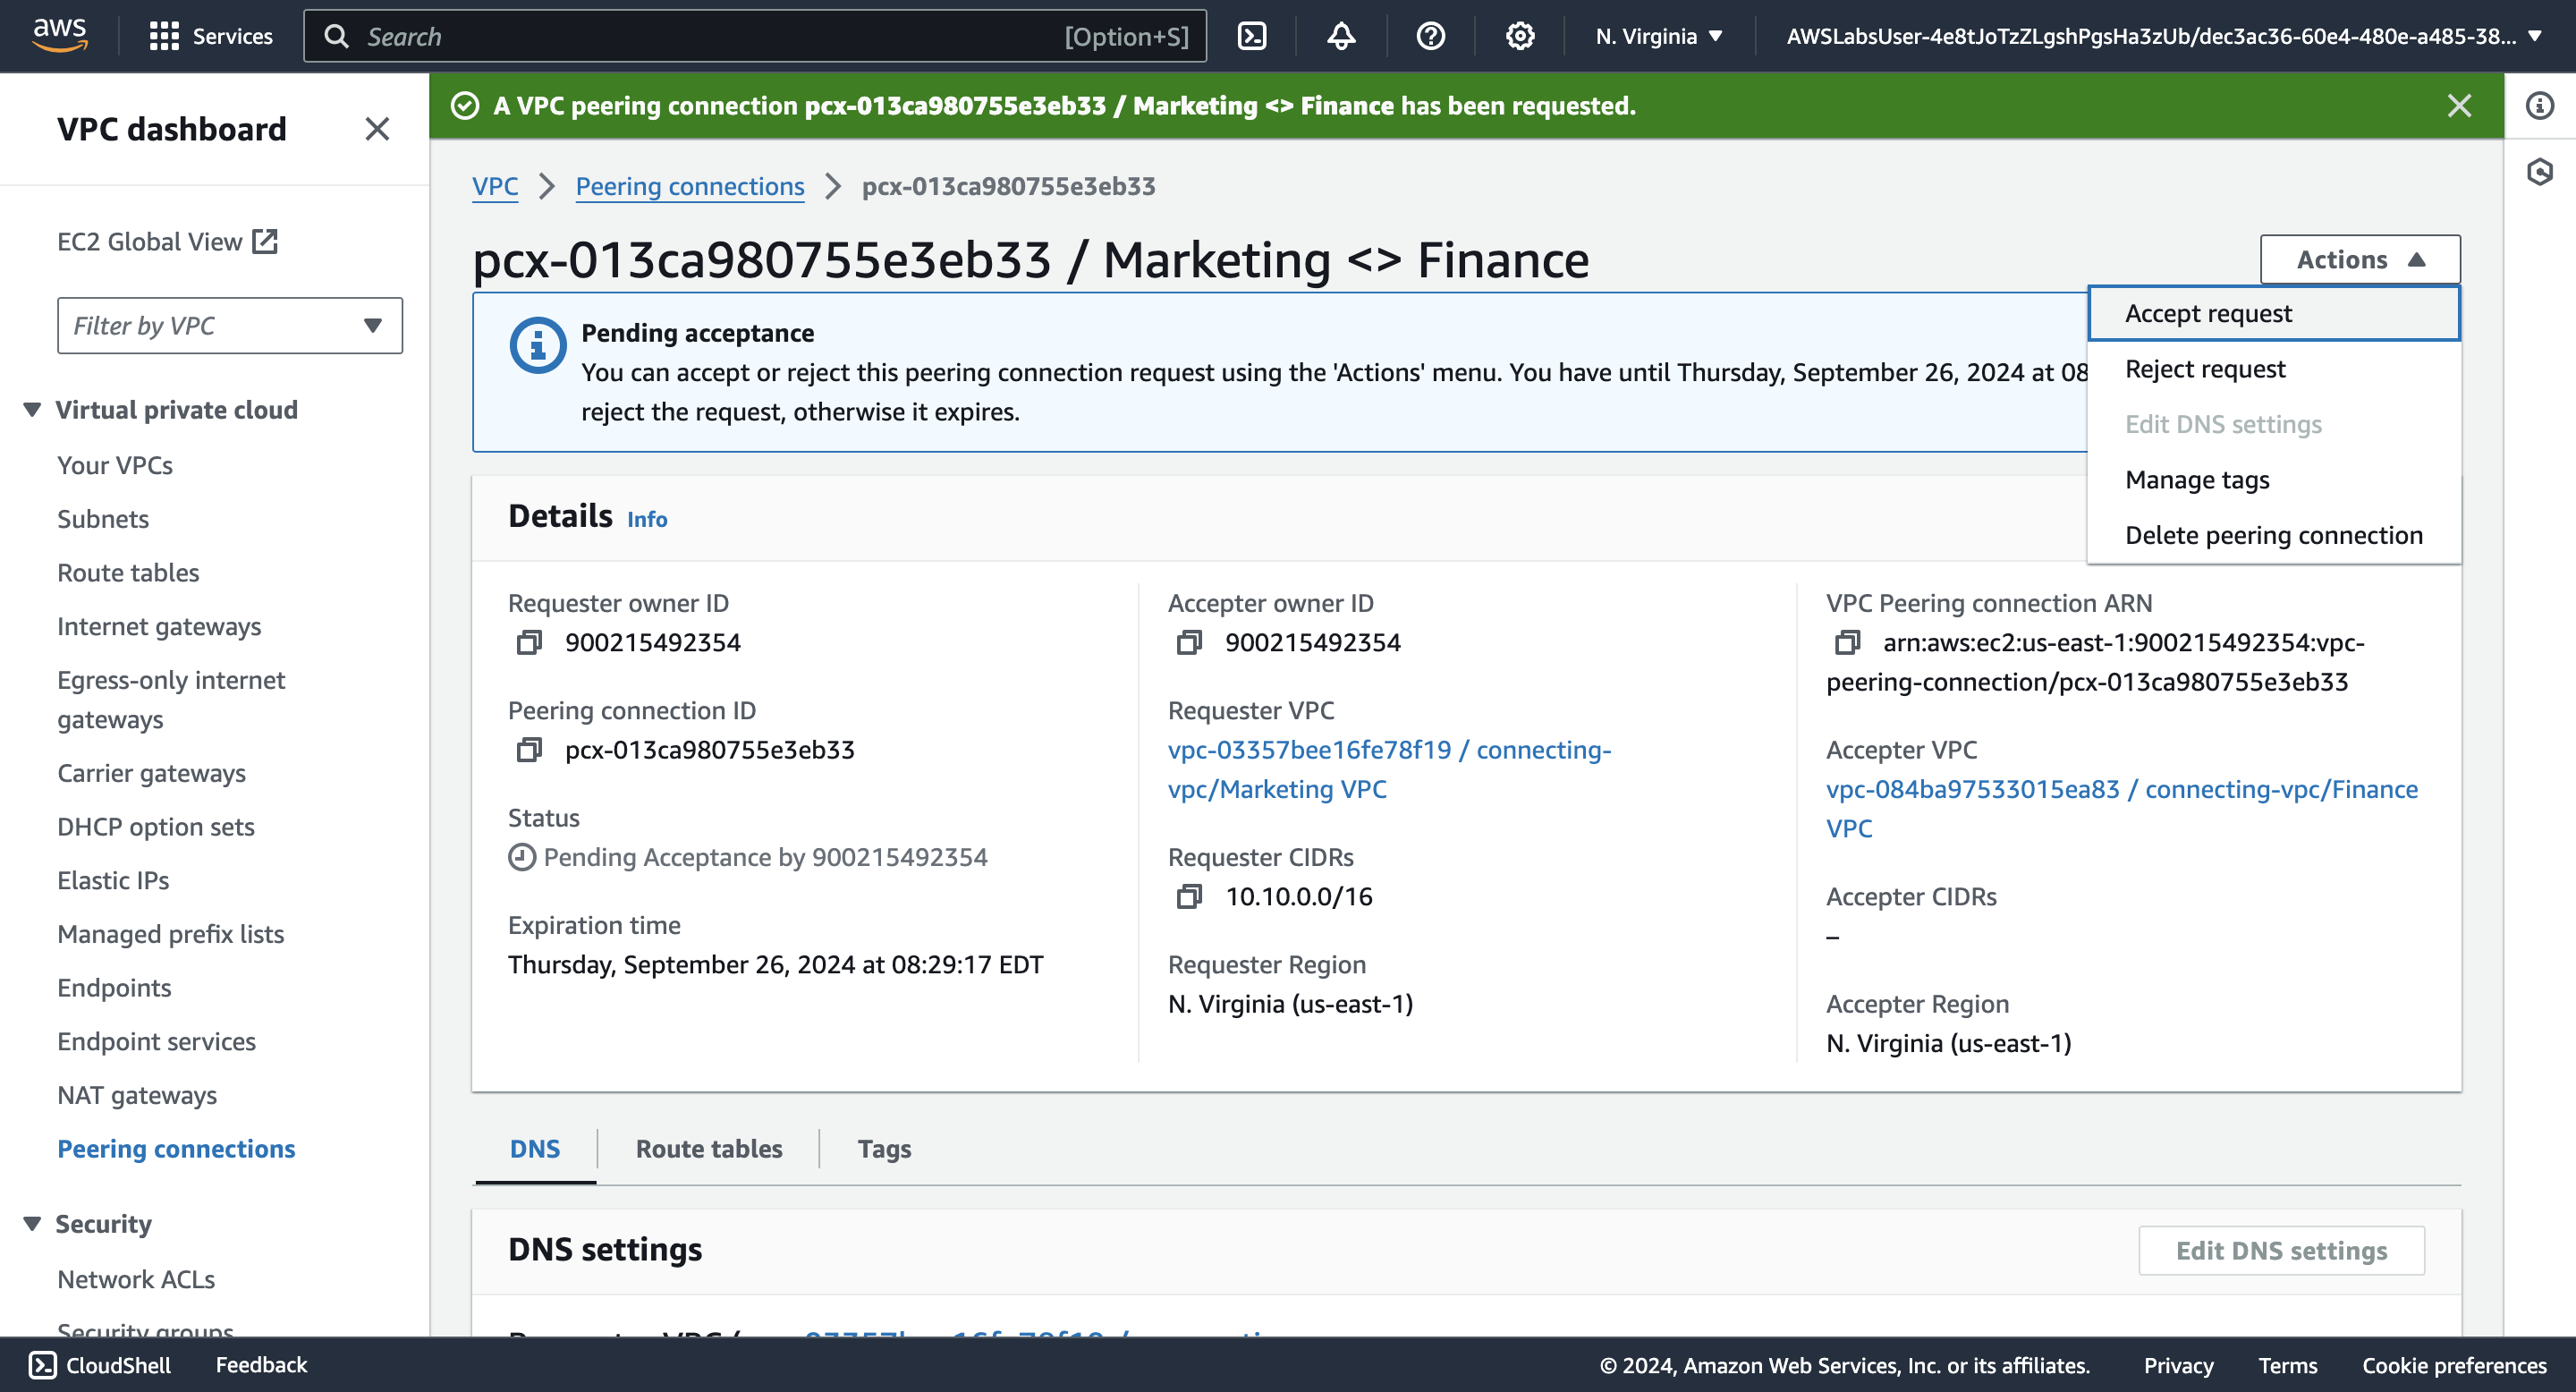 aws
Services
Search
[Option+S]
N. Virginia
AWSLabsUser-4e8tJoTzZLgshPgsHa3zUb/dec3ac36-60e4-480e-a485-38...
VPC dashboard
EC2 Global View
Filter by VPC
Virtual private cloud
Your VPCs
Subnets
Route tables
Internet gateways
Egress-only internet
gateways
Carrier gateways
DHCP option sets
Elastic IPs
Managed prefix lists
Endpoints
Endpoint services
NAT gateways
Peering connections
Security
Network ACLs
Security groups
A VPC peering connection pcx-013ca980755e3eb33 / Marketing <> Finance has been requested.
VPC
Peering connections
pcx-013ca980755e3eb33
pcx-013ca980755e3eb33 / Marketing <> Finance
Actions
Accept request
Reject request
Edit DNS settings
Manage tags
Delete peering connection
Pending acceptance
You can accept or reject this peering connection request using the 'Actions' menu. You have until Thursday, September 26, 2024 at 08
reject the request, otherwise it expires.
Details
Info
Requester owner ID
900215492354
Peering connection ID
pcx-013ca980755e3eb33
Status
Pending Acceptance by 900215492354
Expiration time
Thursday, September 26, 2024 at 08:29:17 EDT
Accepter owner ID
900215492354
Requester VPC
vpc-03357bee16fe78f19 / connecting-
vpc/Marketing VPC
Requester CIDRs
10.10.0.0/16
Requester Region
N. Virginia (us-east-1)
VPC Peering connection ARN
arn:aws:ec2:us-east-1:900215492354:vpc-
peering-connection/pcx-013ca980755e3eb33
Accepter VPC
vpc-084ba97533015ea83 / connecting-vpc/Finance
VPC
Accepter CIDRs
–
Accepter Region
N. Virginia (us-east-1)
DNS
Route tables
Tags
DNS settings
Edit DNS settings
CloudShell
Feedback
© 2024, Amazon Web Services, Inc. or its affiliates.
Privacy
Terms
Cookie preferences